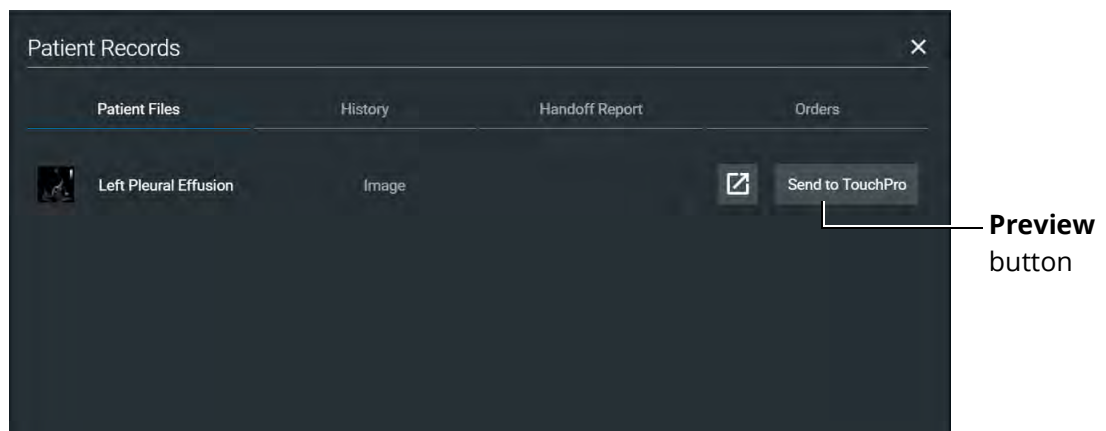 Patient Records
Patient Files History Handoff Report Orders
Left Pleural Effusion Image Send to TouchPro
Preview
button